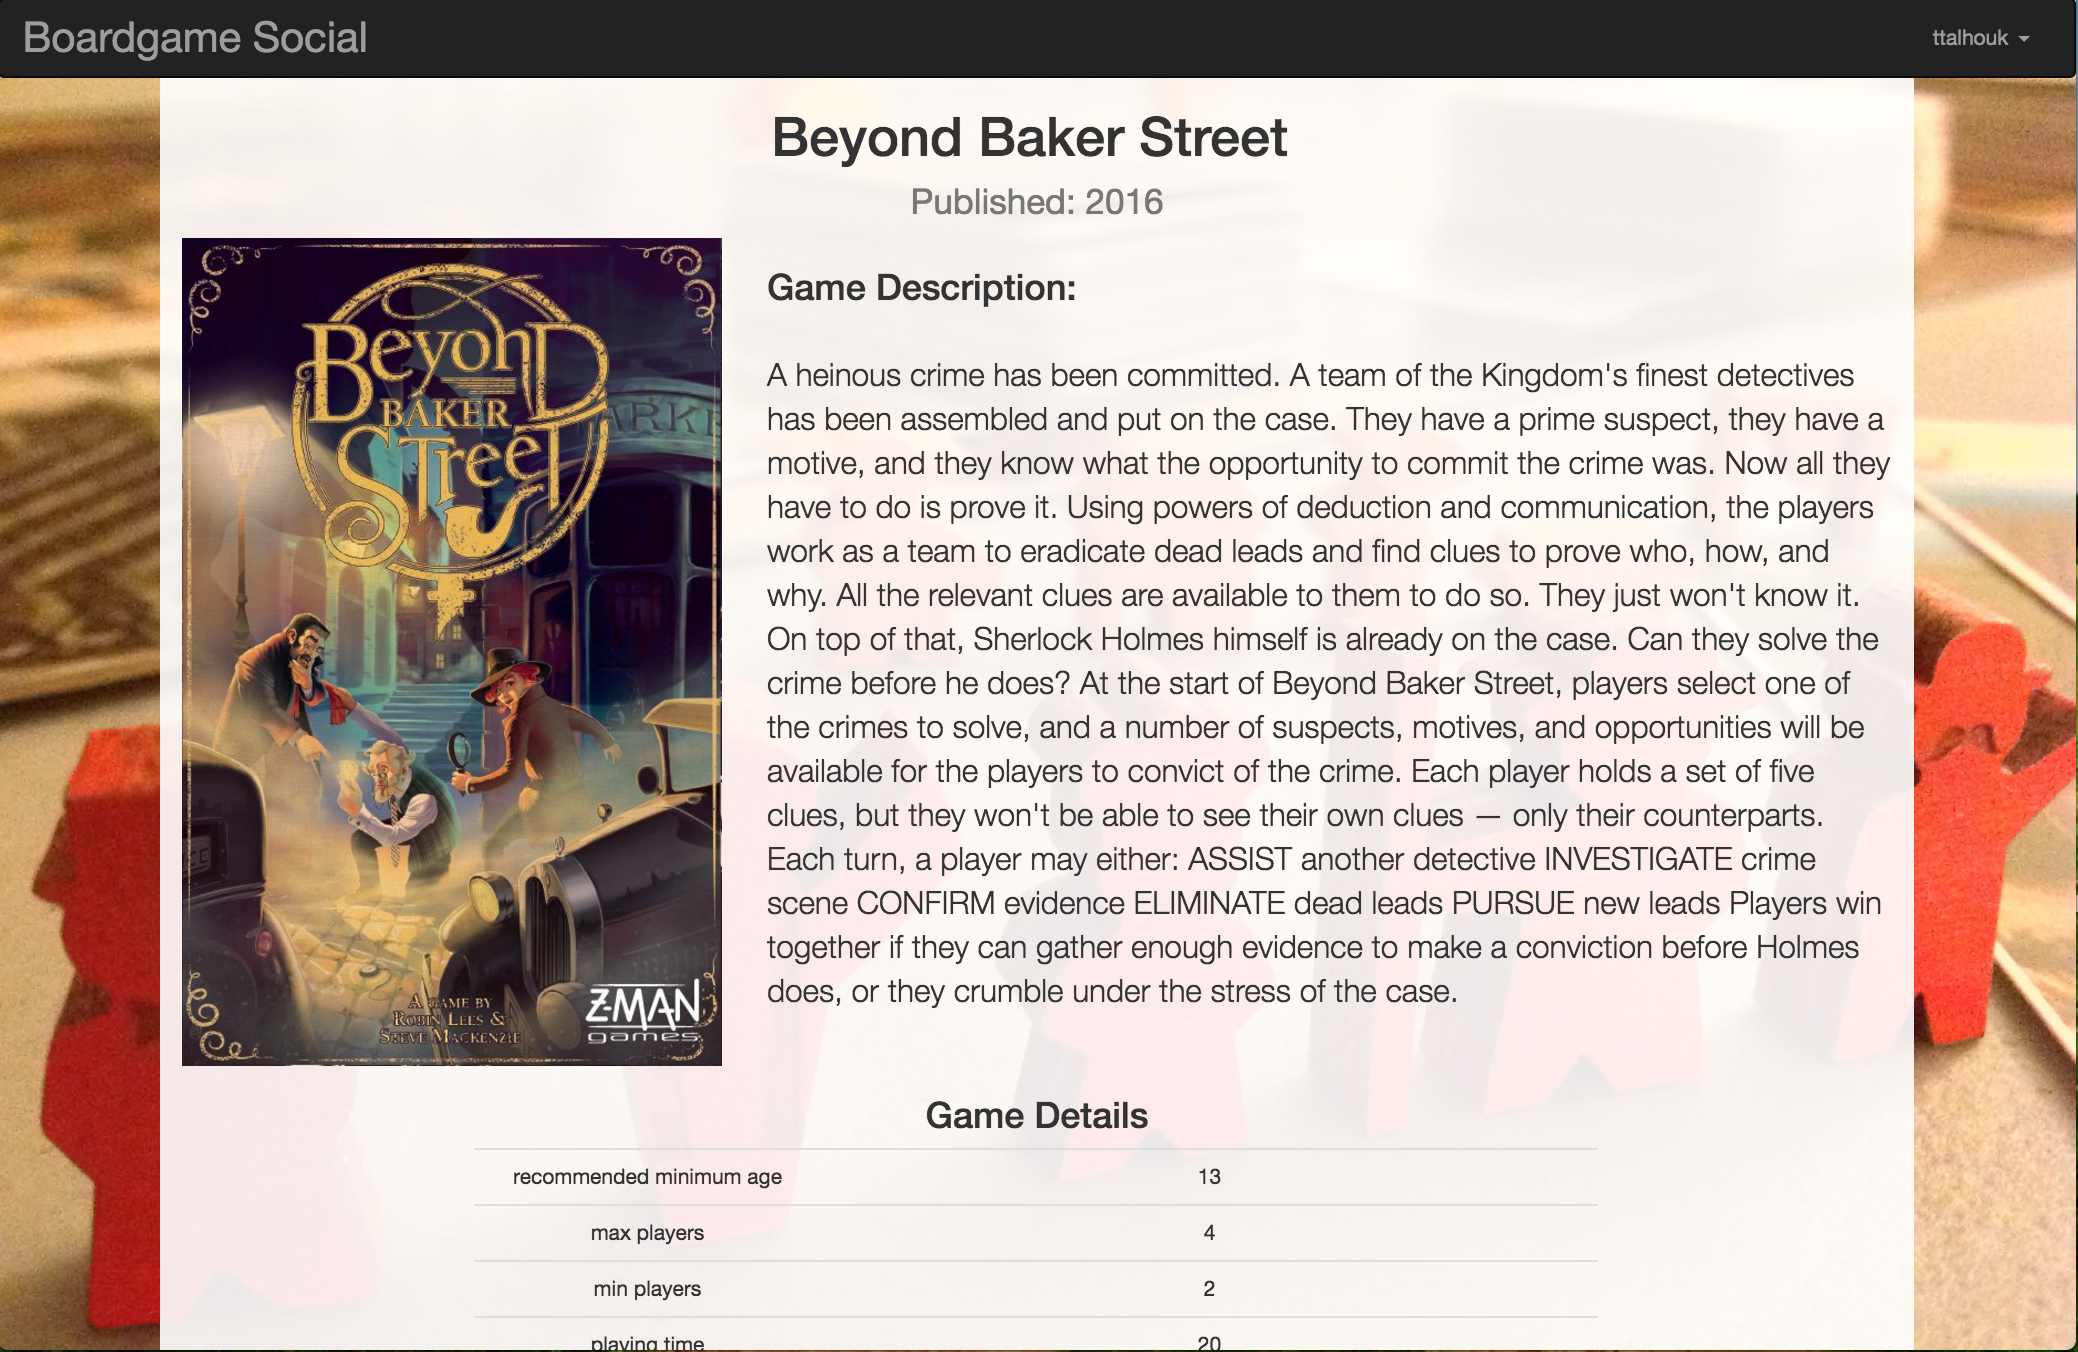 Boardgame Social
ttalhouk
Beyond Baker Street
Published: 2016
Beyond
Baker
Street
ARKE
A game by
Robin Lees &
Steve Mackenzie
Z-MAN
games
Game Description:
A heinous crime has been committed. A team of the Kingdom's finest detectives
has been assembled and put on the case. They have a prime suspect, they have a
motive, and they know what the opportunity to commit the crime was. Now all they
have to do is prove it. Using powers of deduction and communication, the players
work as a team to eradicate dead leads and find clues to prove who, how, and
why. All the relevant clues are available to them to do so. They just won't know it.
On top of that, Sherlock Holmes himself is already on the case. Can they solve the
crime before he does? At the start of Beyond Baker Street, players select one of
the crimes to solve, and a number of suspects, motives, and opportunities will be
available for the players to convict of the crime. Each player holds a set of five
clues, but they won't be able to see their own clues — only their counterparts.
Each turn, a player may either: ASSIST another detective INVESTIGATE crime
scene CONFIRM evidence ELIMINATE dead leads PURSUE new leads Players win
together if they can gather enough evidence to make a conviction before Holmes
does, or they crumble under the stress of the case.
Game Details
recommended minimum age 13
max players 4
min players 2
playing time 20